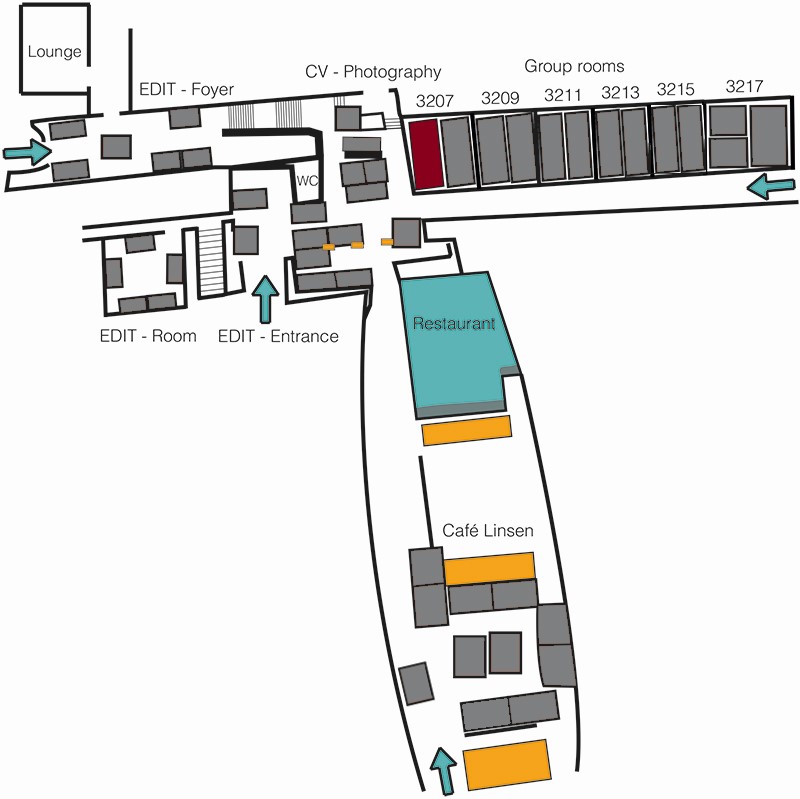 Lounge
EDIT - Foyer
CV - Photography
Group rooms
3207
3209
3211
3213
3215
3217
WC
EDIT - Room
EDIT - Entrance
Restaurant
Café Linsen